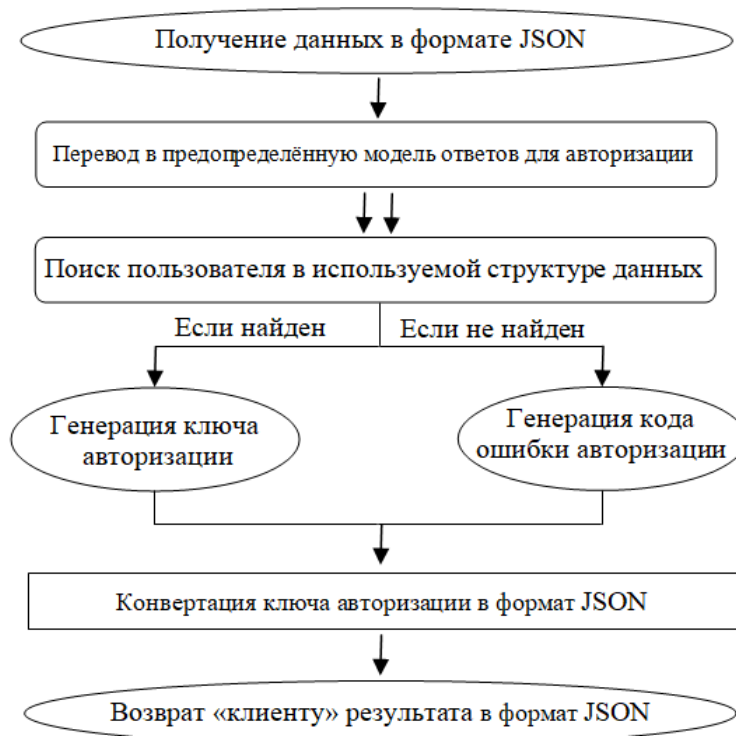 Получение данных в формате JSON
Перевод в предопределённую модель ответов для авторизации
Поиск пользователя в используемой структуре данных
Если найден
Если не найден
Генерация ключа
авторизации
Генерация кода
ошибки авторизации
Конвертация ключа авторизации в формат JSON
Возврат «клиенту» результата в формат JSON